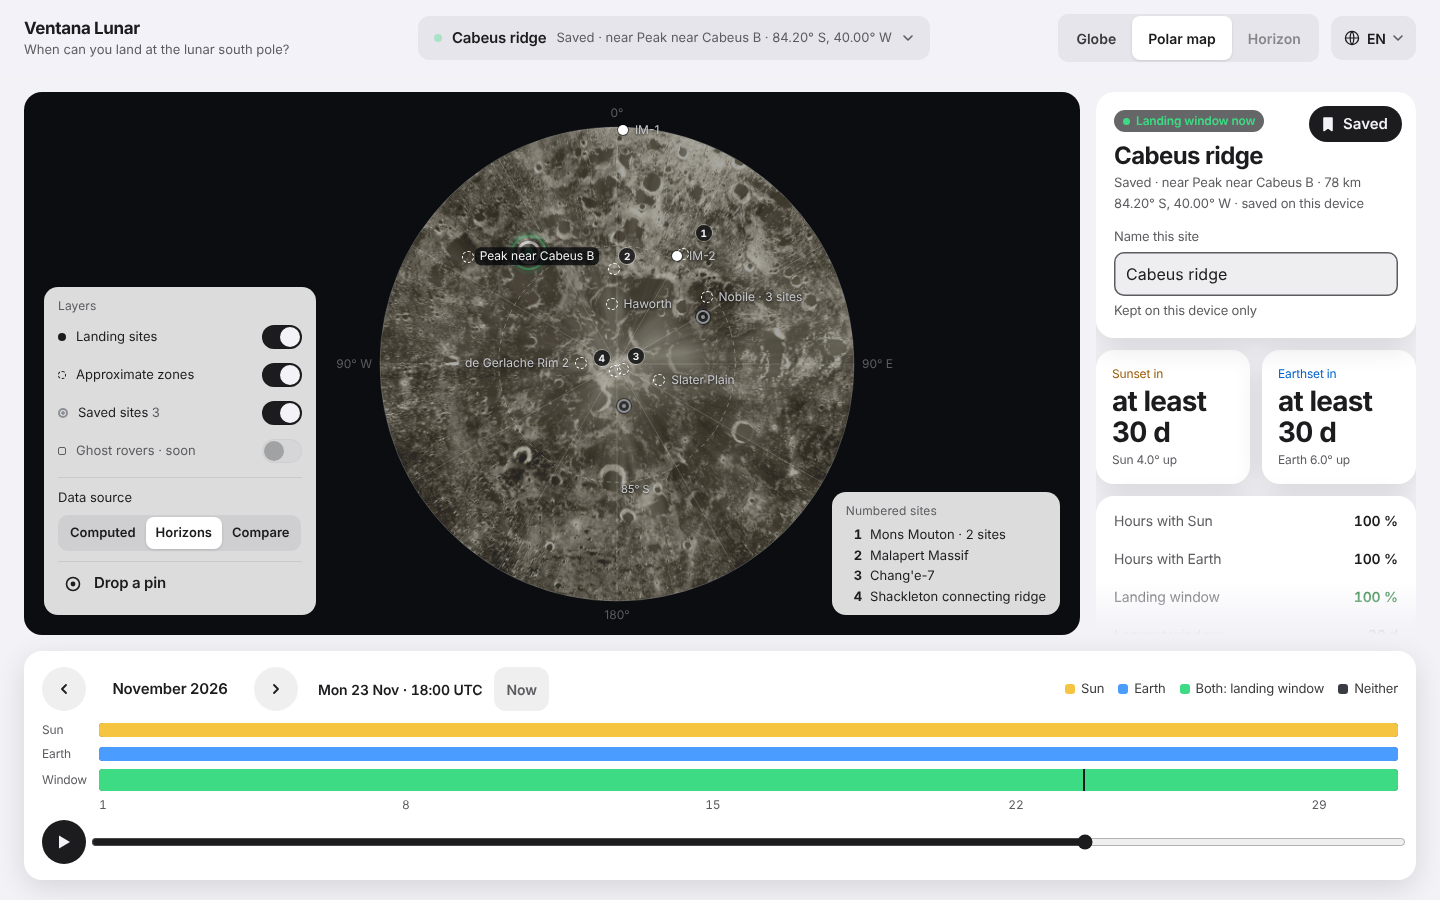 Ventana Lunar
When can you land at the lunar south pole?
Cabeus ridge Saved · near Peak near Cabeus B · 84.20° S, 40.00° W
Globe Polar map Horizon
EN
0°
IM-1
1
Peak near Cabeus B
2
IM-2
Haworth
Nobile · 3 sites
90° W
de Gerlache Rim 2
4
3
90° E
Slater Plain
85° S
180°
Layers
Landing sites
Approximate zones
Saved sites 3
Ghost rovers · soon
Data source
Computed Horizons Compare
Drop a pin
Numbered sites
1 Mons Mouton · 2 sites
2 Malapert Massif
3 Chang'e-7
4 Shackleton connecting ridge
Landing window now
Saved
Cabeus ridge
Saved · near Peak near Cabeus B · 78 km
84.20° S, 40.00° W · saved on this device
Name this site
Cabeus ridge
Kept on this device only
Sunset in
at least
30 d
Sun 4.0° up
Earthset in
at least
30 d
Earth 6.0° up
Hours with Sun 100 %
Hours with Earth 100 %
Landing window 100 %
November 2026
Mon 23 Nov · 18:00 UTC
Now
Sun Earth Both: landing window Neither
Sun
Earth
Window
1 8 15 22 29